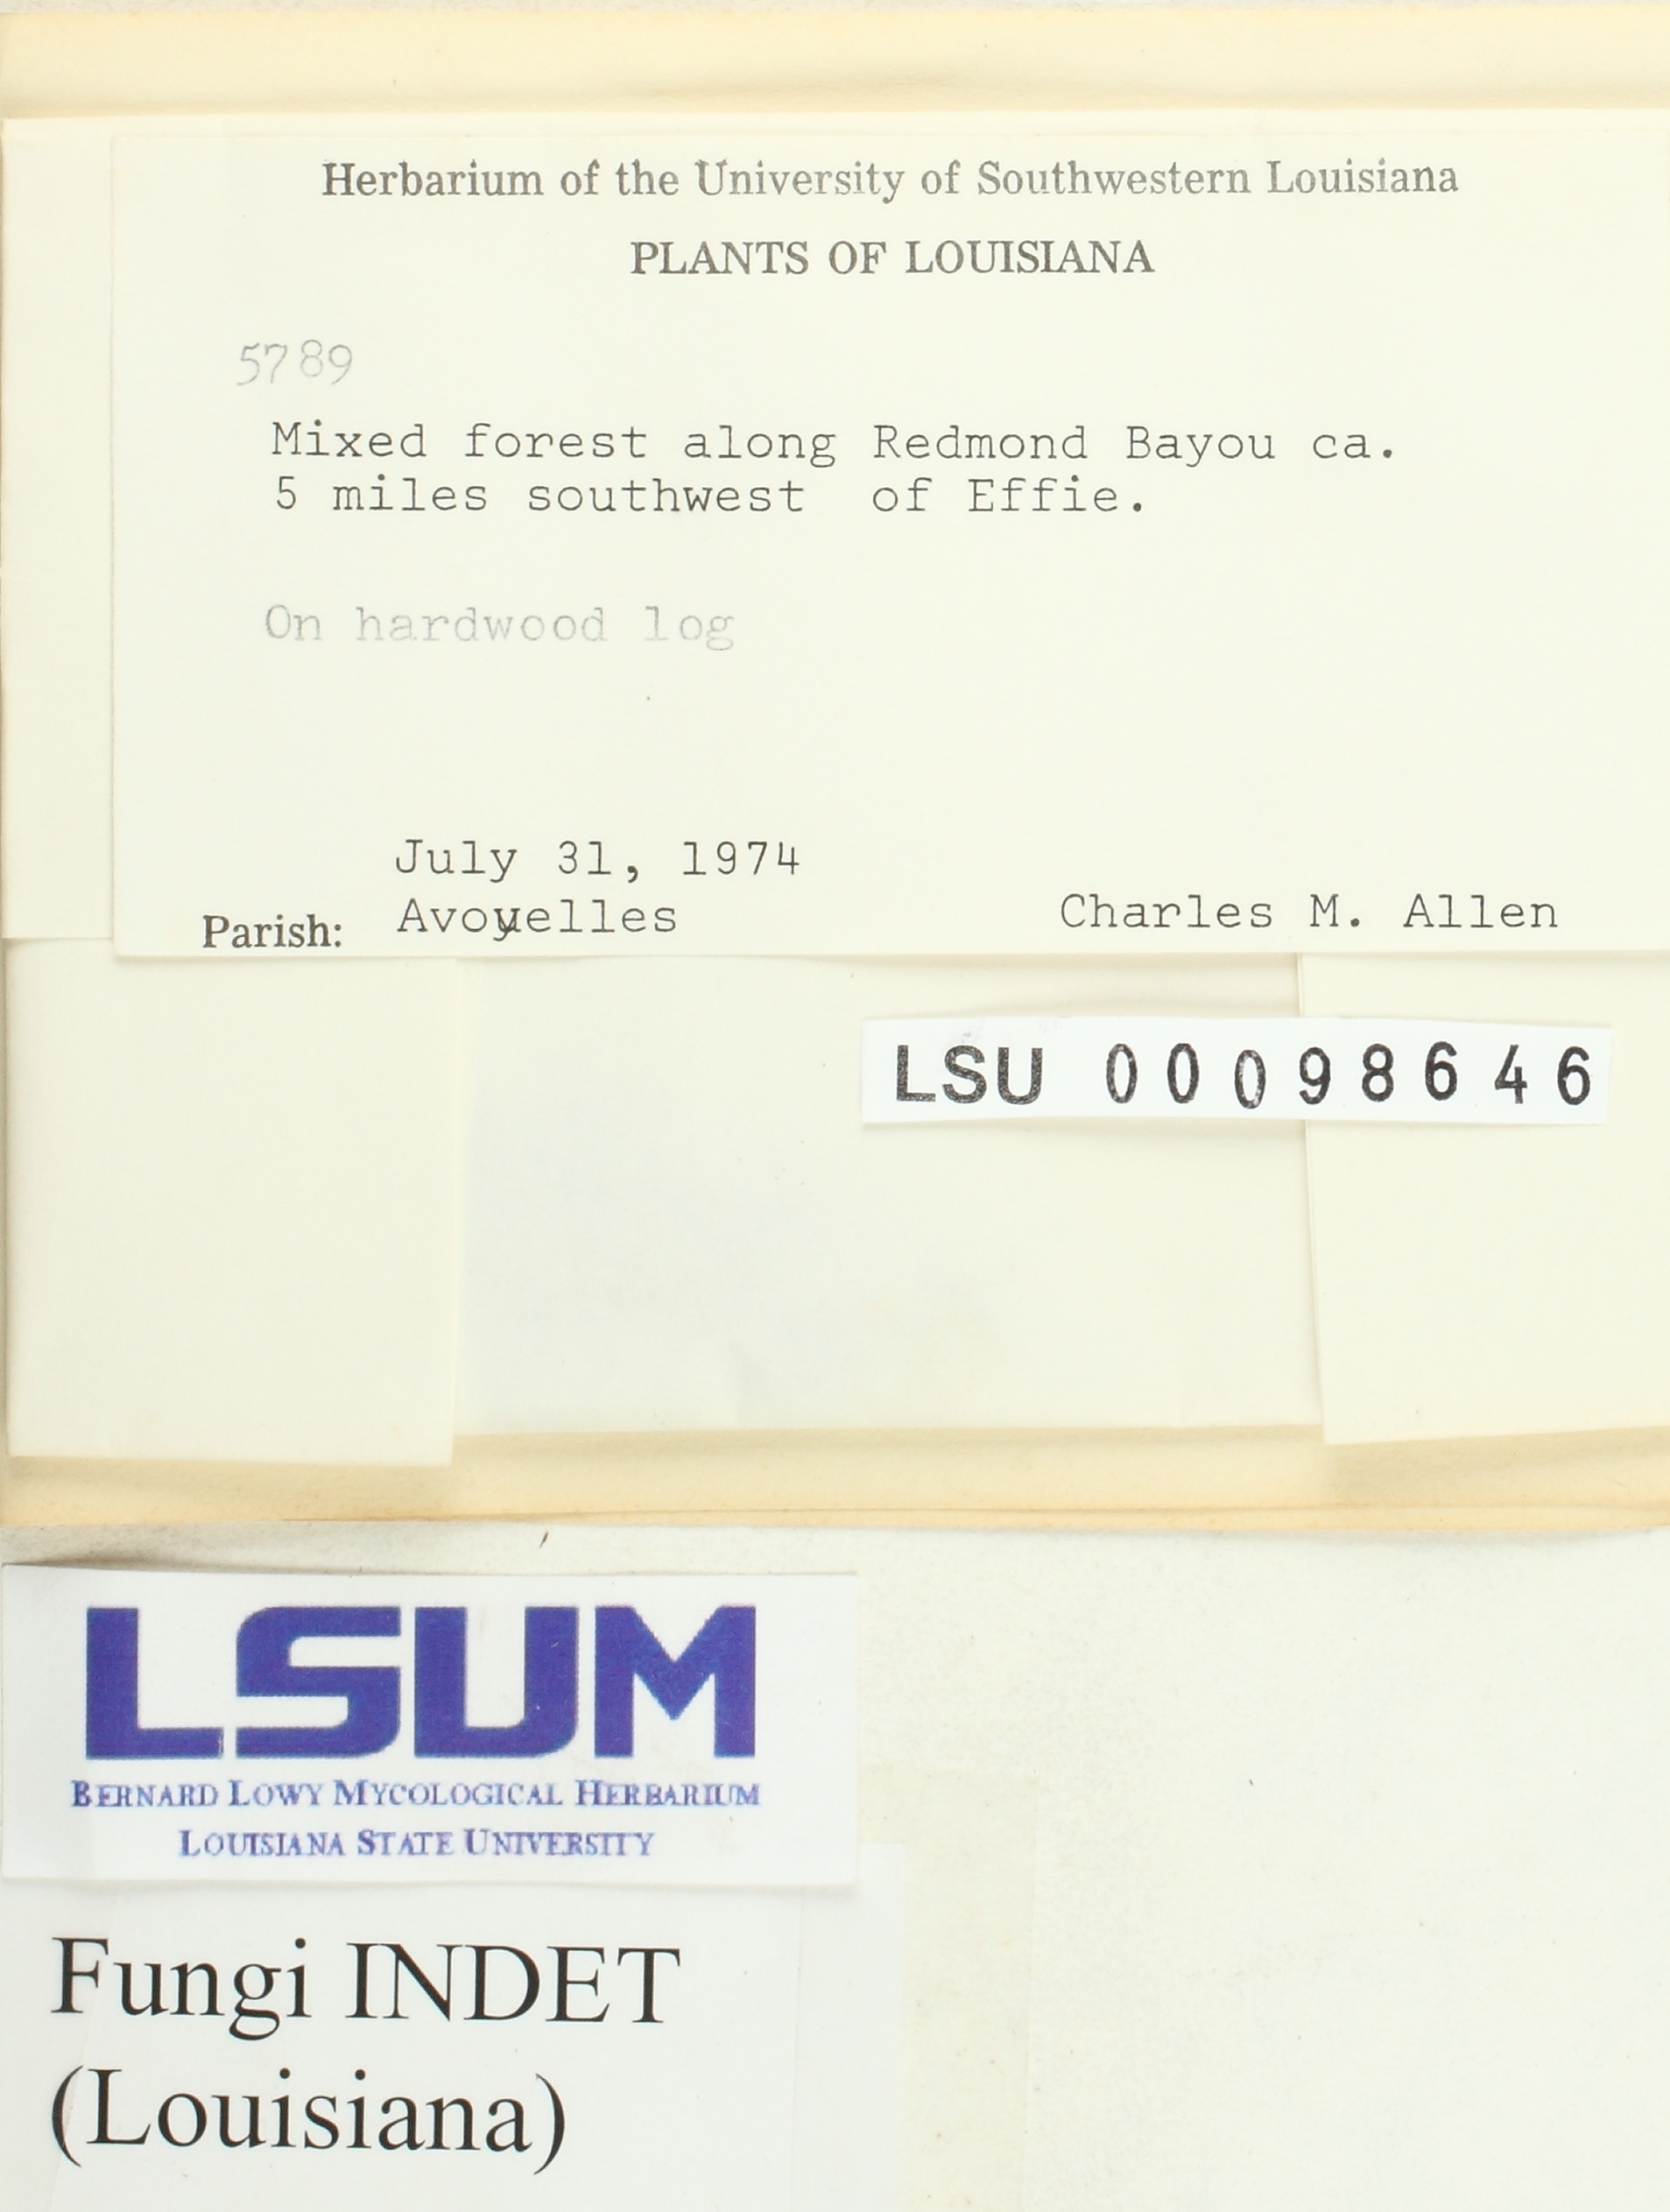 Herbarium of the University of Southwestern Louisiana
PLANTS OF LOUISIANA
5789
Mixed forest along Redmond Bayou ca.
5 miles southwest of Effie.
On hardwood log
July 31, 1974
Parish: Avoyelles
Charles M. Allen
LSU 00098646
LSUM
BERNARD LOWY MYCOLOGICAL HERBARIUM
LOUISIANA STATE UNIVERSITY
Fungi INDET
(Louisiana)